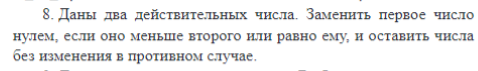 8. Даны два действительных числа. Заменить первое число
нулем, если оно меньше второго или равно ему, и оставить числа
без изменения в противном случае.